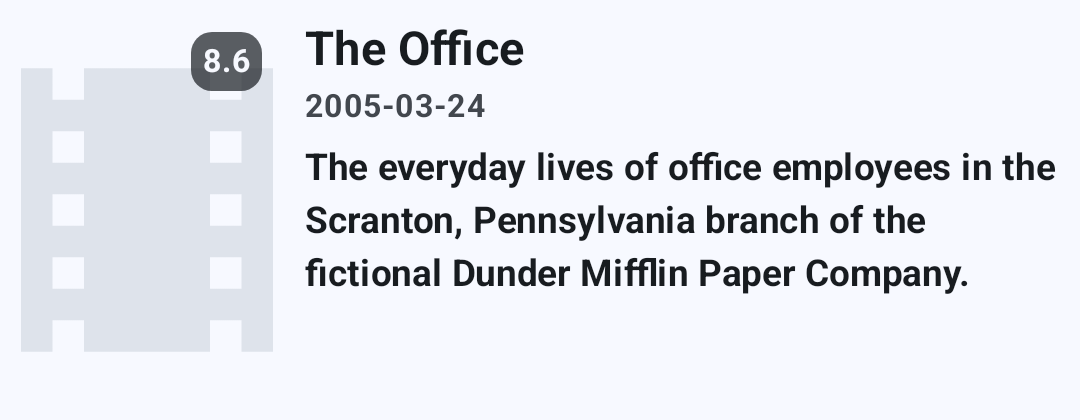 8.6
The Office
2005-03-24
The everyday lives of office employees in the
Scranton, Pennsylvania branch of the
fictional Dunder Mifflin Paper Company.